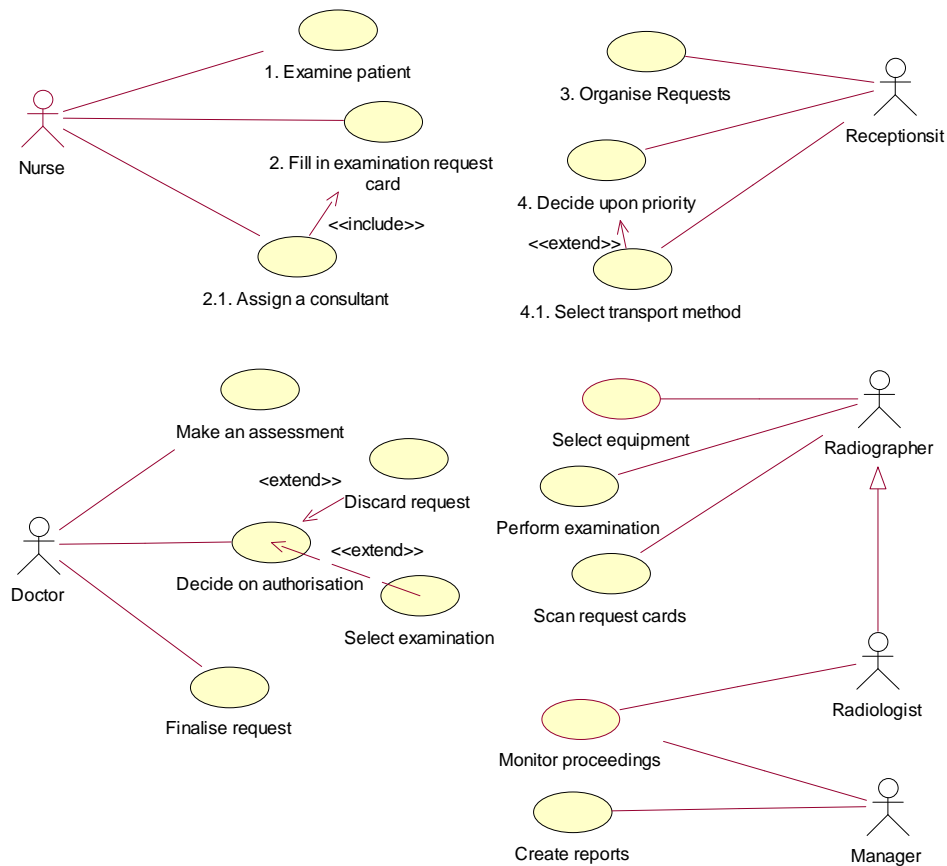 1. Examine patient
Nurse
2. Fill in examination request
card
<<include>>
2.1. Assign a consultant
3. Organise Requests
Receptionsit
4. Decide upon priority
<<extend>>
4.1. Select transport method
Make an assessment
<extend>>
Discard request
<<extend>>
Doctor
Decide on authorisation
Select examination
Finalise request
Select equipment
Radiographer
Perform examination
Scan request cards
Radiologist
Monitor proceedings
Create reports
Manager